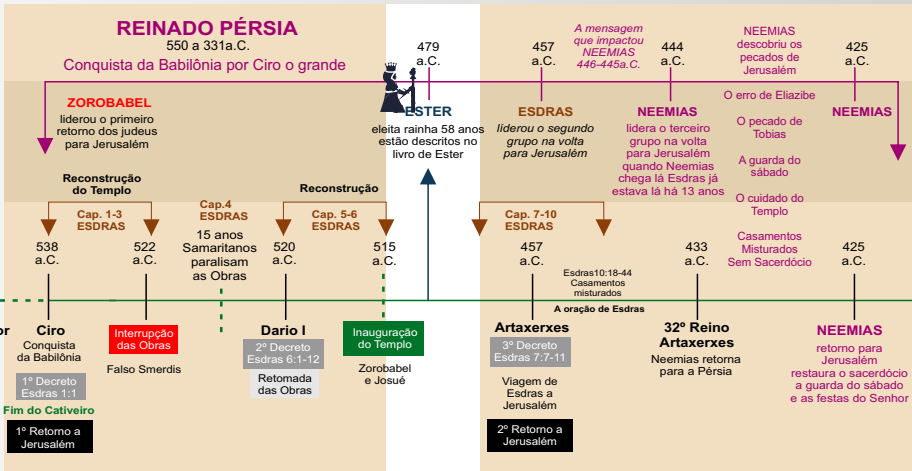 REINADO PÉRSIA
550 a 331a.C.
Conquista da Babilônia por Ciro o grande
ZOROBABEL
liderou o primeiro
retorno dos judeus
para Jerusalém
479
a.C.
ESTER
eleita rainha 58 anos
estão descritos no
livro de Ester
457
a.C.
ESDRAS
líderou o segundo
grupo na volta
para Jerusalém
A mensagem
que impactou
NEEMIAS
446-445a.C.
444
a.C.
NEEMIAS
lidera o terceiro
grupo na volta
para Jerusalém
quando Neemias
chega lá Esdras já
estava lá há 13 anos
NEEMIAS
descobriu os
pecados de
Jerusalém
O erro de Eliazibe
O pecado de
Tobias
A guarda do
sábado
O cuidado do
Templo
Casamentos
Misturados
Sem Sacerdócio
425
a.C.
NEEMIAS
Reconstrução
do Templo
Cap. 1-3
ESDRAS
Cap.4
ESDRAS
15 anos
Samaritanos
paralisam
as Obras
Reconstrução
Cap. 5-6
ESDRAS
Cap. 7-10
ESDRAS
538
a.C.
522
a.C.
520
a.C.
515
a.C.
457
a.C.
Esdras10:18-44
Casamentos
misturados
A oração de Esdras
433
a.C.
425
a.C.
or
Ciro
Conquista
da Babilônia
1º Decreto
Esdras 1:1
Fim do Cativeiro
1º Retorno a
Jerusalém
Interrupção
das Obras
Falso Smerdis
Dario I
2º Decreto
Esdras 6:1-12
Retomada
das Obras
Inauguração
do Templo
Zorobabel
e Josué
Artaxerxes
3º Decreto
Esdras 7:7-11
Viagem de
Esdras a
Jerusalém
2º Retorno a
Jerusalém
32º Reino
Artaxerxes
Neemias retorna
para a Pérsia
NEEMIAS
retorno para
Jerusalém
restaura o sacerdócio
a guarda do sábado
e as festas do Senhor